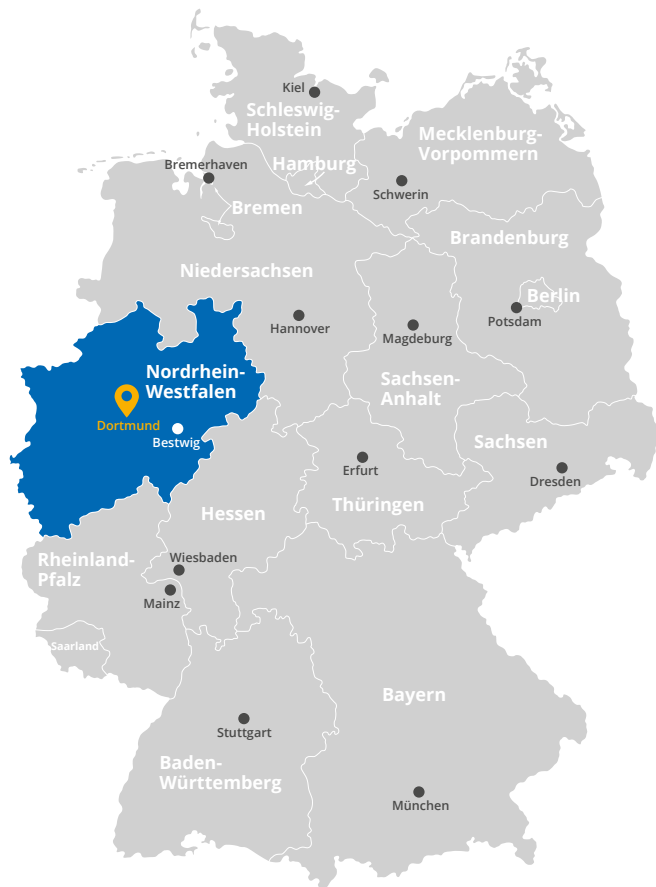 Kiel
Schleswig-
Holstein
Mecklenburg-
Vorpommern
Hamburg
Bremerhaven
Schwerin
Bremen
Brandenburg
Niedersachsen
Berlin
Hannover
Potsdam
Magdeburg
Nordrhein-
Westfalen
Sachsen-
Anhalt
Dortmund
Bestwig
Sachsen
Erfurt
Dresden
Thüringen
Hessen
Wiesbaden
Rheinland-
Pfalz
Mainz
Saarland
Bayern
Stuttgart
Baden-
Württemberg
München